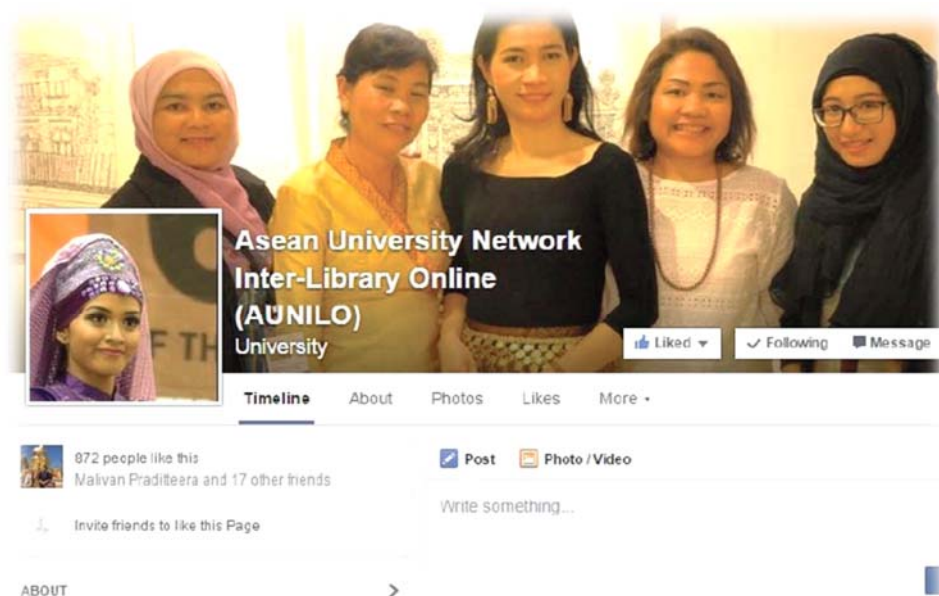 Asean University Network
Inter-Library Online
(AUNILO)
University
F TH
Liked
Following
Message
Timeline
About
Photos
Likes
More
872 people like this
Malivan Praditteera and 17 other friends
Invite friends to like this Page
Post
Photo / Video
Write something...
ABOUT